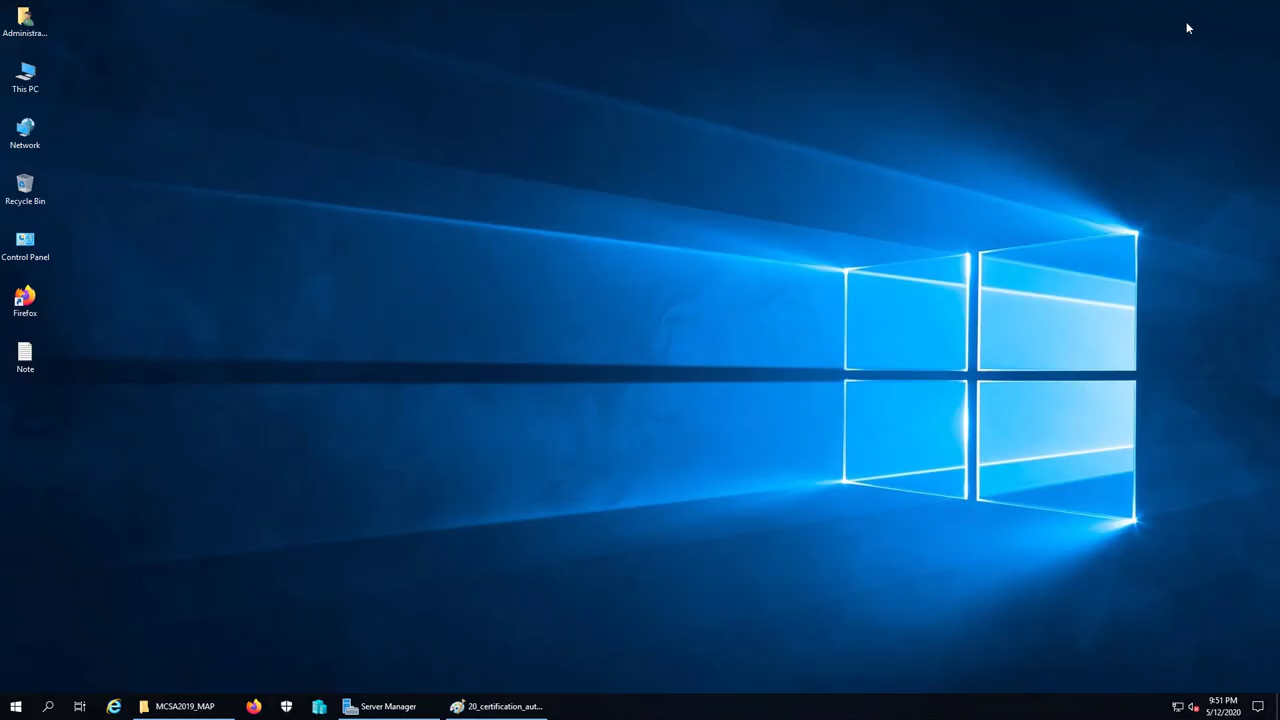 Administra...
This PC
Network
Recycle Bin
Control Panel
Firefox
Note
MCSA2019_MAP
Server Manager
20_certification_aut...
9:51 PM
5/12/2020